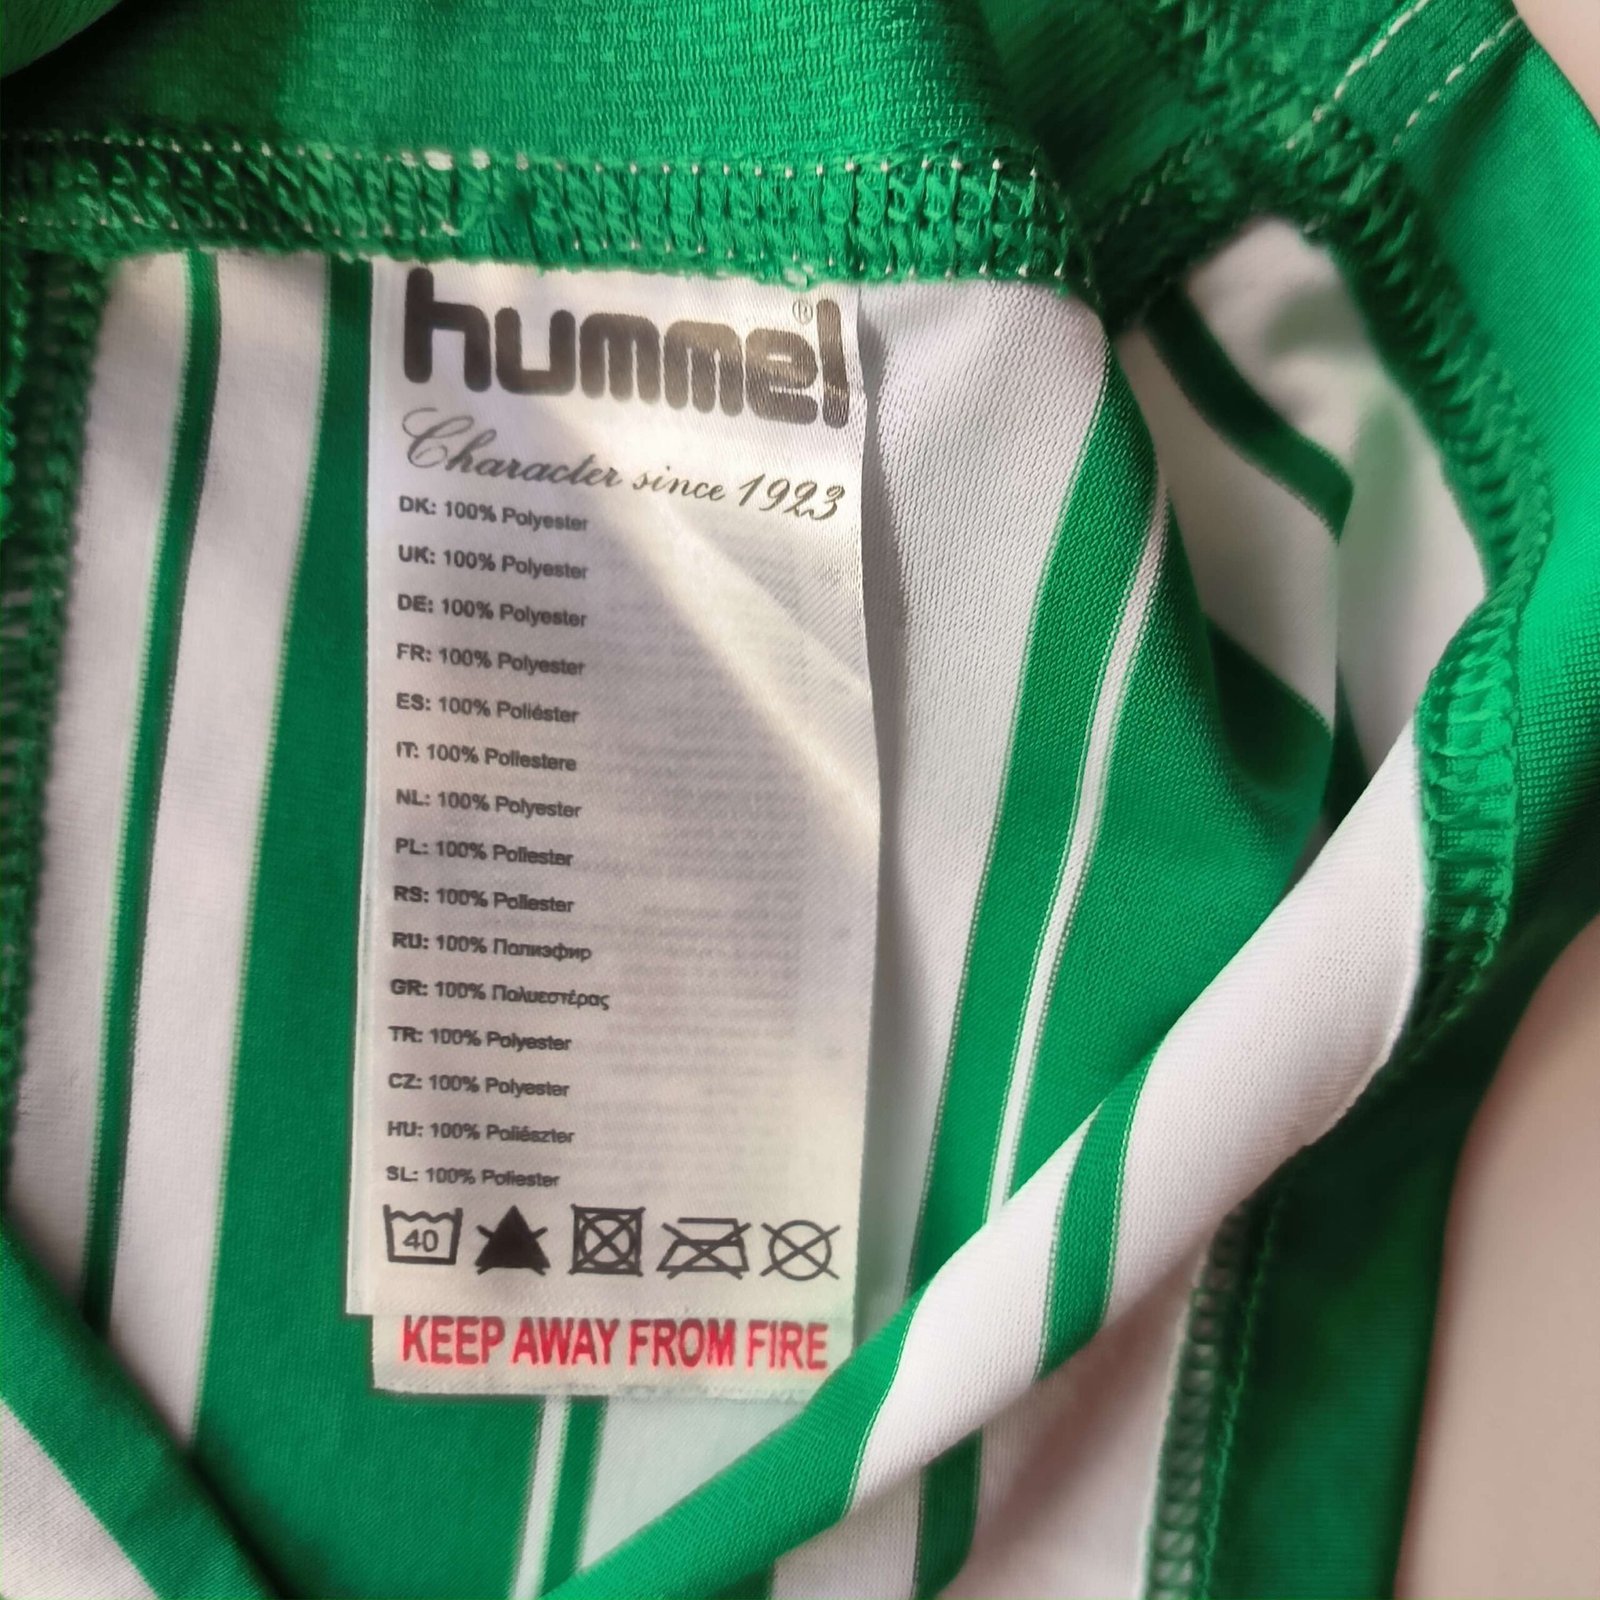 hummel®
Character since 1923
DK: 100% Polyester
UK: 100% Polyester
DE: 100% Polyester
FR: 100% Polyester
ES: 100% Poliéster
IT: 100% Poliestere
NL: 100% Polyester
PL: 100% Poliester
RS: 100% Poliester
RU: 100% Полиэфир
GR: 100% Πολυεστέρας
TR: 100% Polyester
CZ: 100% Polyester
HU: 100% Poliészter
SL: 100% Poliester
40
KEEP AWAY FROM FIRE